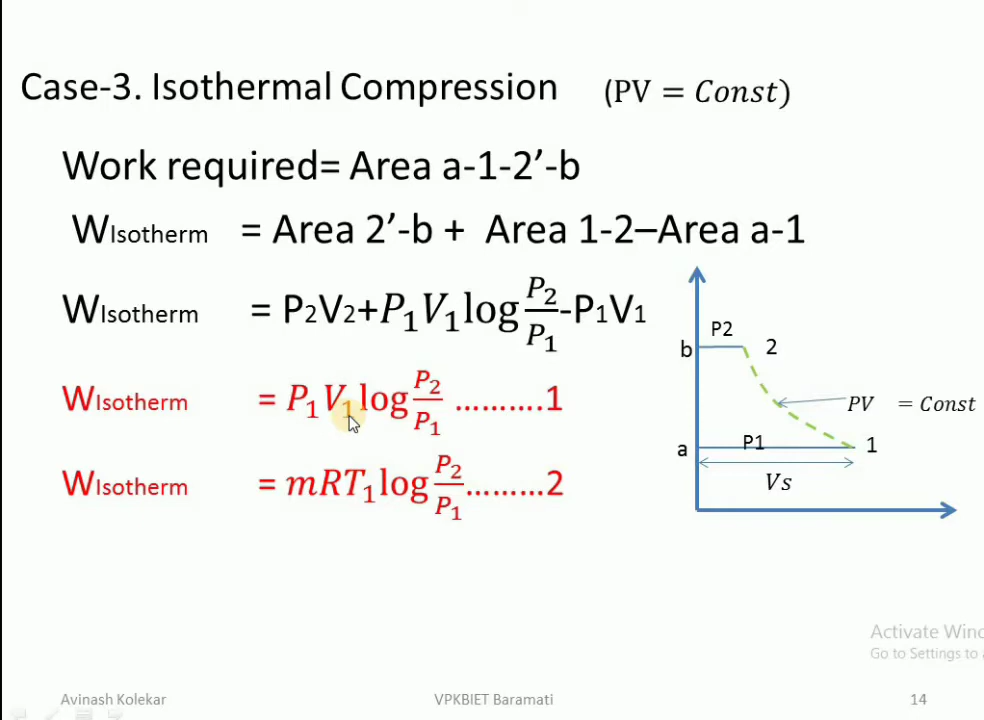 Case-3. Isothermal Compression (PV = Const)
Work required= Area a-1-2’-b
WIsotherm = Area 2’-b + Area 1-2–Area a-1
WIsotherm = P2V2+P₁V₁log P₂/P₁ -P1V1
WIsotherm = P₁V₁log P₂/P₁ ……….1
WIsotherm = mRT₁log P₂/P₁ ………2
P2
b
2
PV = Const
a
P1
1
Vs
Activate Wind
Go to Settings to a
Avinash Kolekar
VPKBIET Baramati
14